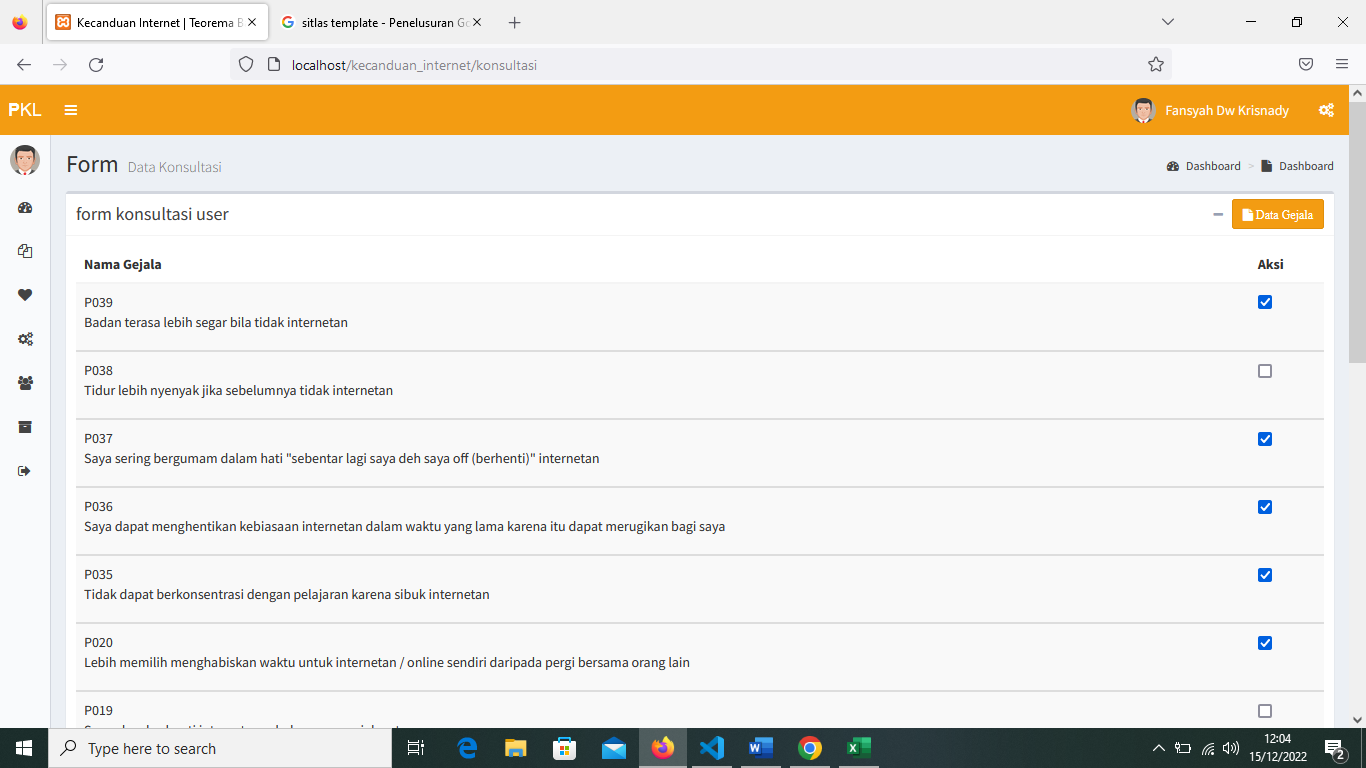 Kecanduan Internet | Teorema B
sitlas template - Penelusuran Go
localhost/kecanduan_internet/konsultasi
PKL
Fansyah Dw Krisnady
Form Data Konsultasi
Dashboard > Dashboard
form konsultasi user
Data Gejala
Nama Gejala Aksi
P039
Badan terasa lebih segar bila tidak internetan
P038
Tidur lebih nyenyak jika sebelumnya tidak internetan
P037
Saya sering bergumam dalam hati "sebentar lagi saya deh saya off (berhenti)" internetan
P036
Saya dapat menghentikan kebiasaan internetan dalam waktu yang lama karena itu dapat merugikan bagi saya
P035
Tidak dapat berkonsentrasi dengan pelajaran karena sibuk internetan
P020
Lebih memilih menghabiskan waktu untuk internetan / online sendiri daripada pergi bersama orang lain
P019
Type here to search
12:04
15/12/2022
2